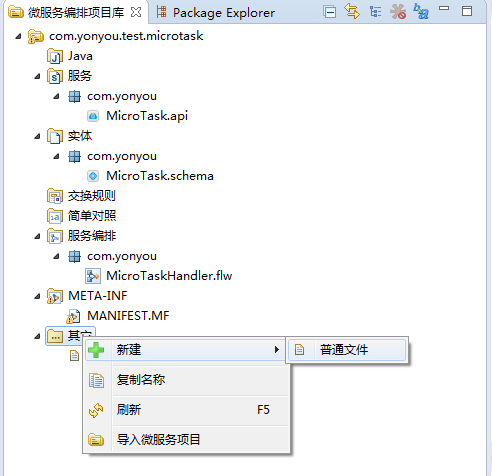 微服务编排项目库 Package Explorer
com.yonyou.test.microtask
Java
服务
com.yonyou
MicroTask.api
实体
com.yonyou
MicroTask.schema
交换规则
简单对照
服务编排
com.yonyou
MicroTaskHandler.flw
META-INF
MANIFEST.MF
其它
新建 普通文件
复制名称
刷新 F5
导入微服务项目